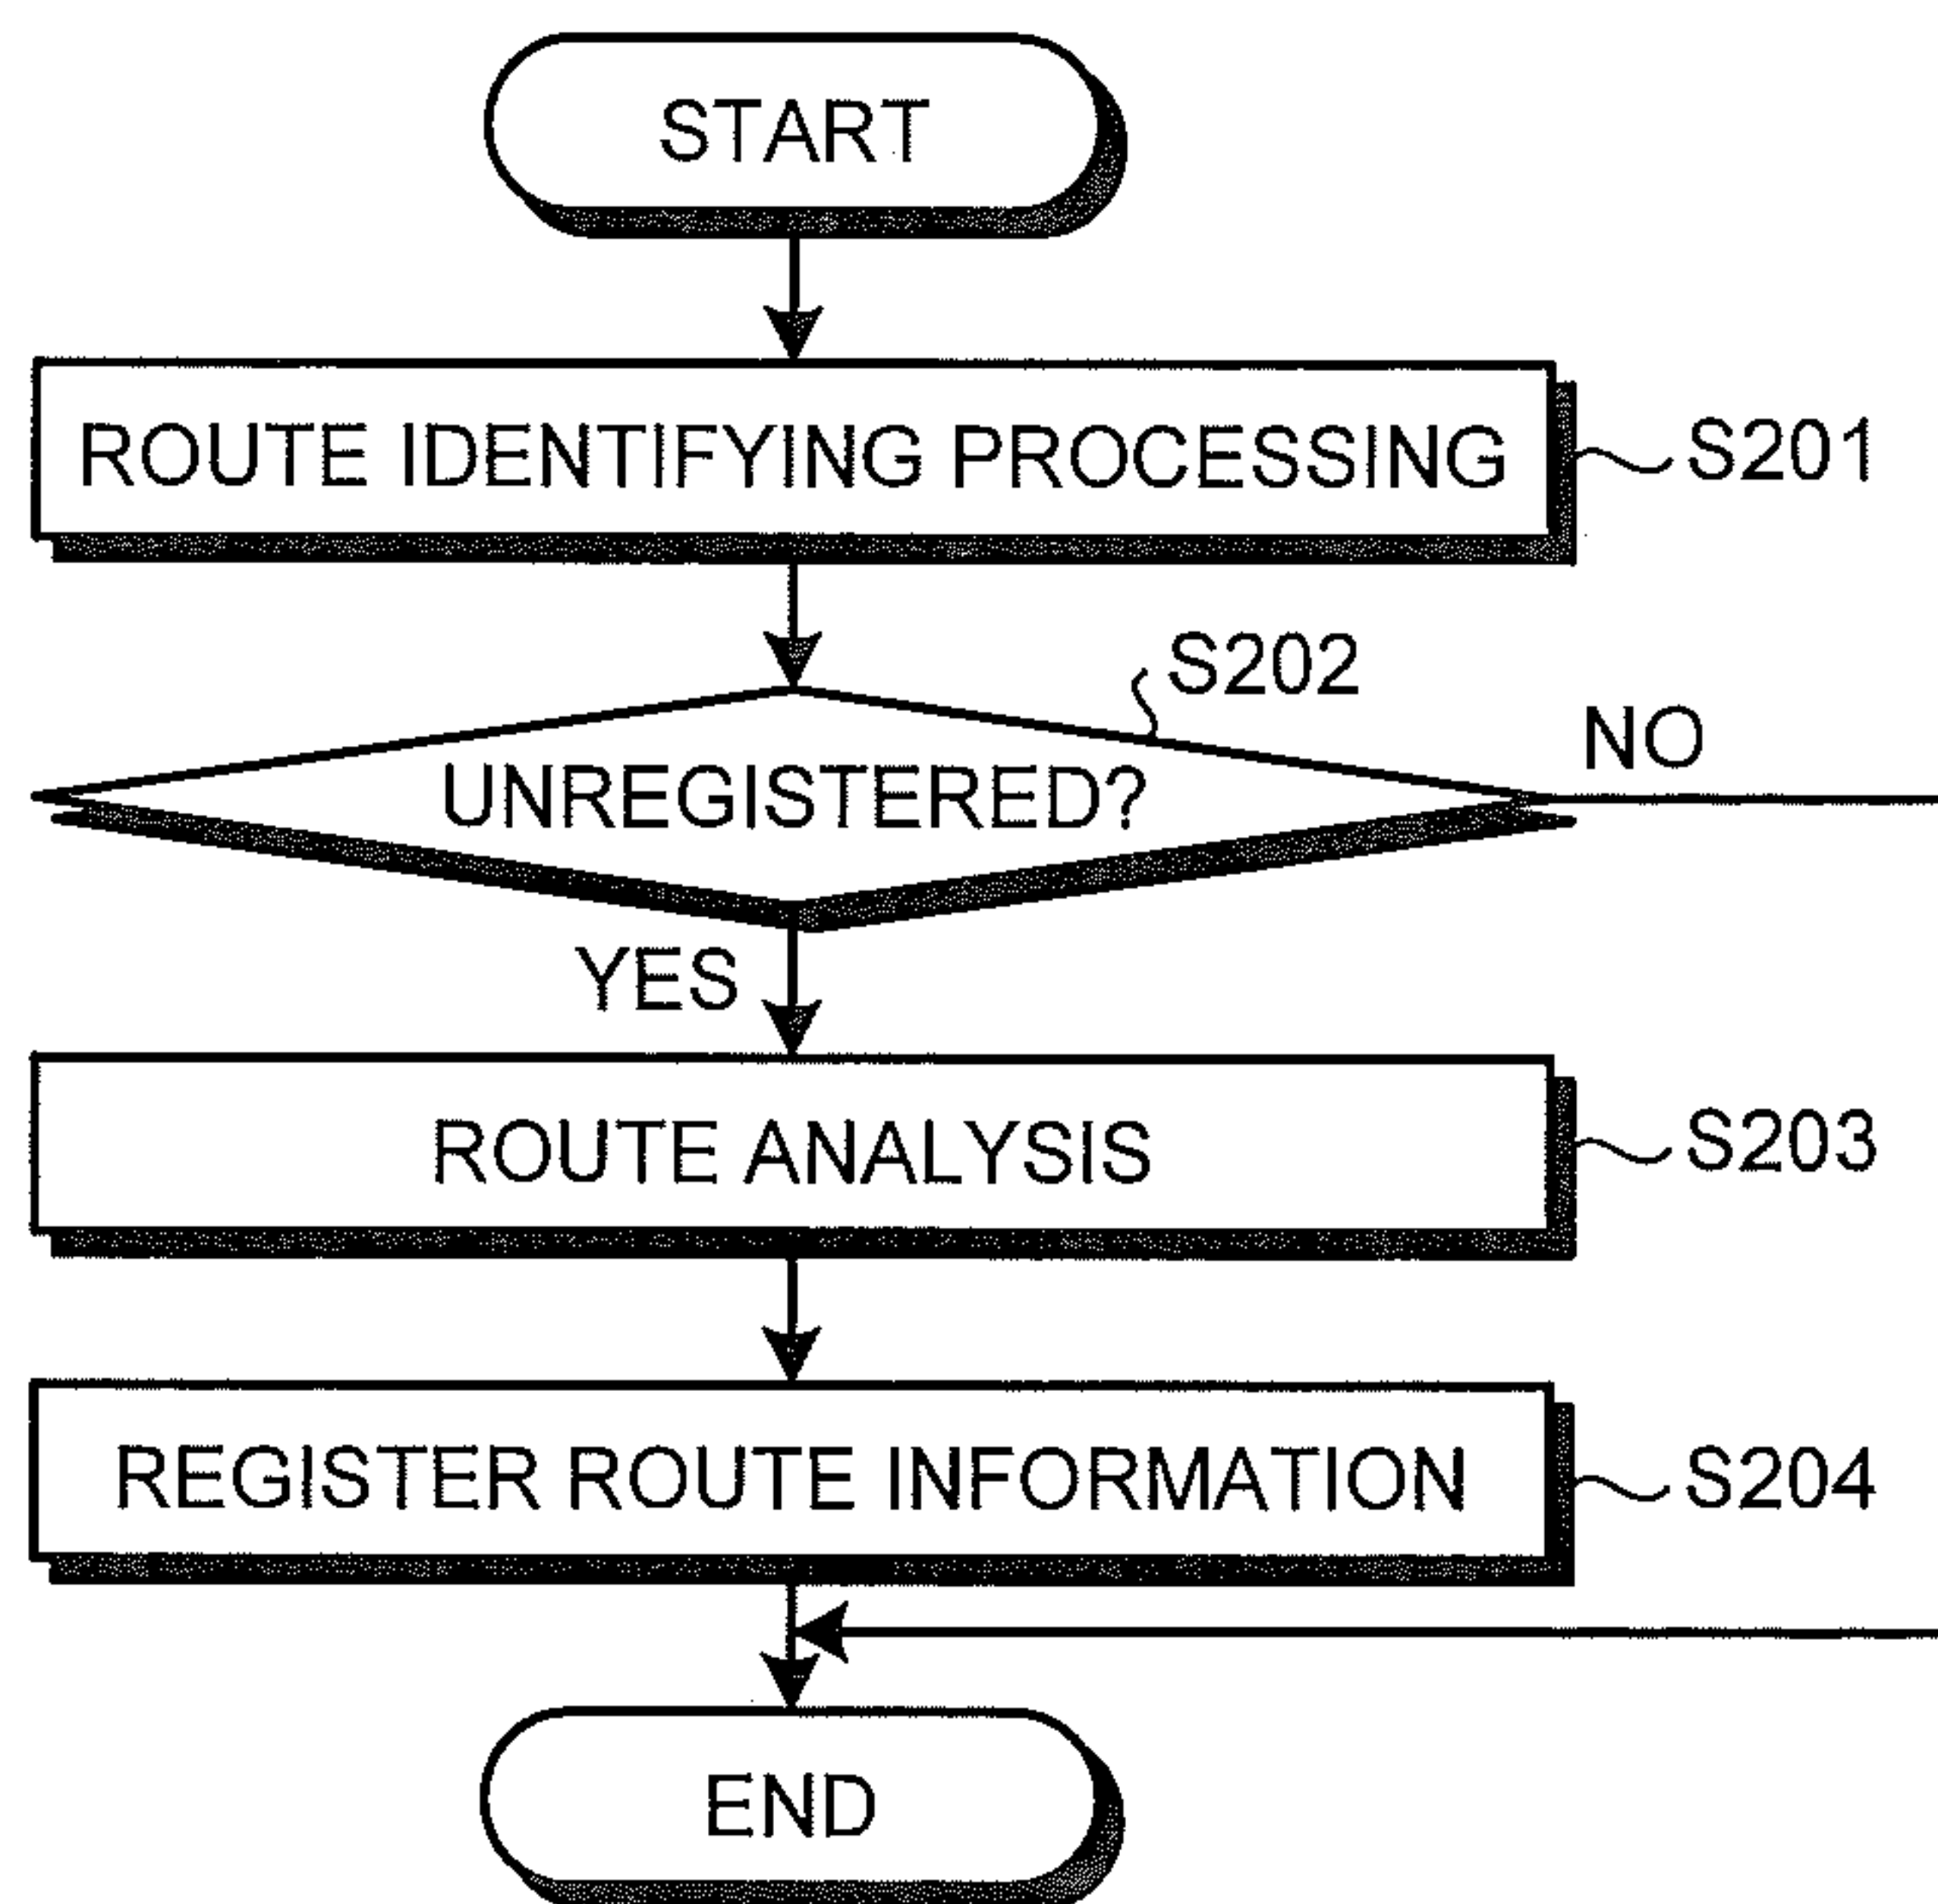 START
ROUTE IDENTIFYING PROCESSING
S201
S202
UNREGISTERED?
NO
YES
ROUTE ANALYSIS
S203
REGISTER ROUTE INFORMATION
S204
END